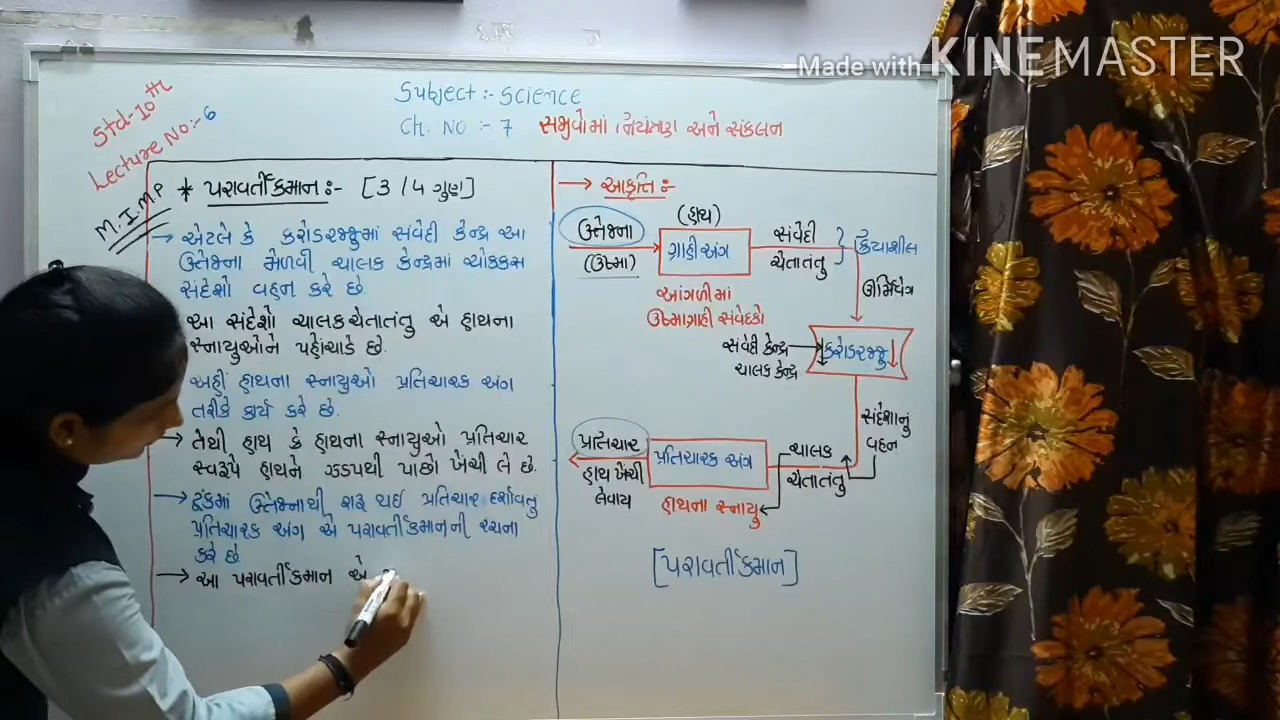 Made with KINEMASTER
Std-10th
Lecture No:-6
Subject :- Science
Ch. NO :- 7 સજીવોમાં નિયંત્રણ અને સંકલન
M.I.M.P
* પરાવર્તી કમાન :- [3/4 ગુણ]
→ એટલે કે કરોડરજ્જુમાં સંવેદી કેન્દ્ર આ
ઉત્તેજના મેળવી ચાલક કેન્દ્રમાં ચોક્કસ
સંદેશો વહન કરે છે.
આ સંદેશો ચાલક ચેતાતંતુ એ હાથના
સ્નાયુઓને પહોંચાડે છે.
અહીં હાથના સ્નાયુઓ પ્રતિચારક અંગ
તરીકે કાર્ય કરે છે.
→ તેથી હાથ કે હાથના સ્નાયુઓ પ્રતિચાર
સ્વરૂપે હાથને ઝડપથી પાછો ખેંચી લે છે.
→ ટૂંકમાં ઉત્તેજનાથી શરૂ થઈ પ્રતિચાર દર્શાવતુ
પ્રતિચારક અંગ એ પરાવર્તી કમાનની રચના
કરે છે.
→ આ પરાવર્તી કમાન એ
→ આકૃતિ :-
ઉત્તેજના
(ઉષ્મા)
(હાથ)
ગ્રાહી અંગ
આંગળીમાં
ઉષ્માગ્રાહી સંવેદકો
સંવેદી
ચેતાતંતુ
ક્રિયાશીલ
ઊર્મિવેગ
સંવેદી કેન્દ્ર
ચાલક કેન્દ્ર
કરોડરજ્જુ
સંદેશાનું
વહન
ચાલક
ચેતાતંતુ
પ્રતિચારક અંગ
હાથના સ્નાયુ
પ્રતિચાર
હાથ ખેંચી
લેવાય
[પરાવર્તી કમાન]